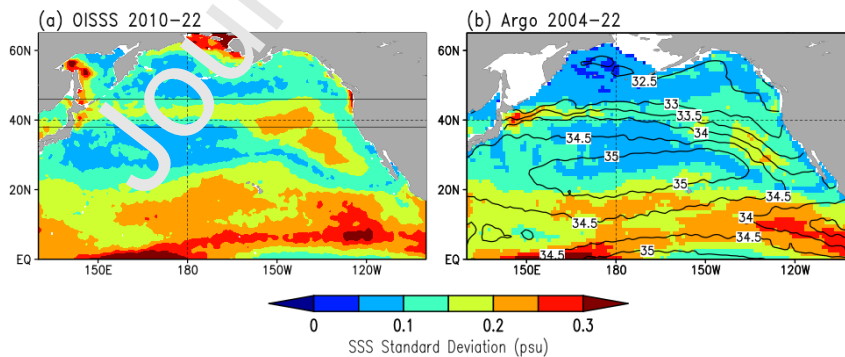 (a) OISSS 2010-22
(b) Argo 2004-22
Jou
60N
40N
20N
EQ
150E
180
150W
120W
60N
40N
20N
EQ
150E
180
150W
120W
32.5
33
33.5
34
34.5
35
35
34.5
34.5
34
34.5
35
34.5
0
0.1
0.2
0.3
SSS Standard Deviation (psu)